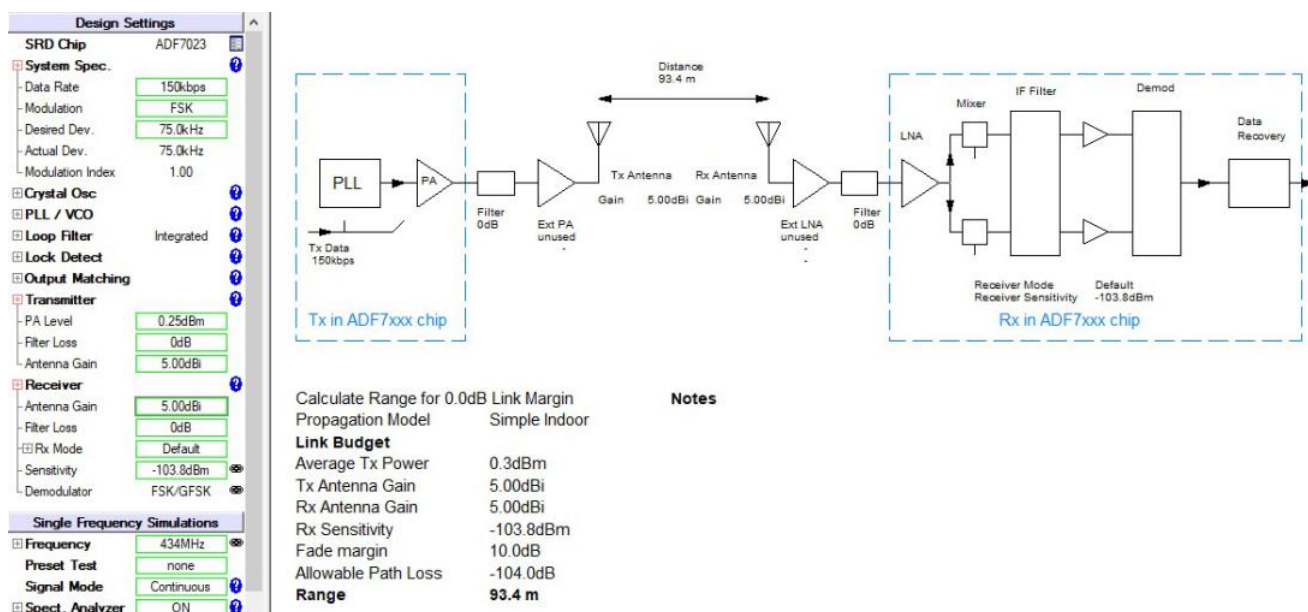 Design Settings
SRD Chip ADF7023
System Spec.
Data Rate 150kbps
Modulation FSK
Desired Dev. 75.0kHz
Actual Dev. 75.0kHz
Modulation Index 1.00
Crystal Osc
PLL / VCO
Loop Filter Integrated
Lock Detect
Output Matching
Transmitter
PA Level 0.25dBm
Filter Loss 0dB
Antenna Gain 5.00dBi
Receiver
Antenna Gain 5.00dBi
Filter Loss 0dB
Rx Mode Default
Sensitivity -103.8dBm
Demodulator FSK/GFSK
Single Frequency Simulations
Frequency 434MHz
Preset Test none
Signal Mode Continuous
Spect. Analyzer ON
Distance
93.4 m
PLL
PA
Tx Data
150kbps
Filter
0dB
Ext PA
unused
-
Tx Antenna
Gain 5.00dBi
Rx Antenna
Gain 5.00dBi
Ext LNA
unused
-
-
Filter
0dB
LNA
Mixer
IF Filter
Demod
Data
Recovery
Receiver Mode Default
Receiver Sensitivity -103.8dBm
Tx in ADF7xxx chip
Rx in ADF7xxx chip
Calculate Range for 0.0dB Link Margin
Notes
Propagation Model Simple Indoor
Link Budget
Average Tx Power 0.3dBm
Tx Antenna Gain 5.00dBi
Rx Antenna Gain 5.00dBi
Rx Sensitivity -103.8dBm
Fade margin 10.0dB
Allowable Path Loss -104.0dB
Range 93.4 m